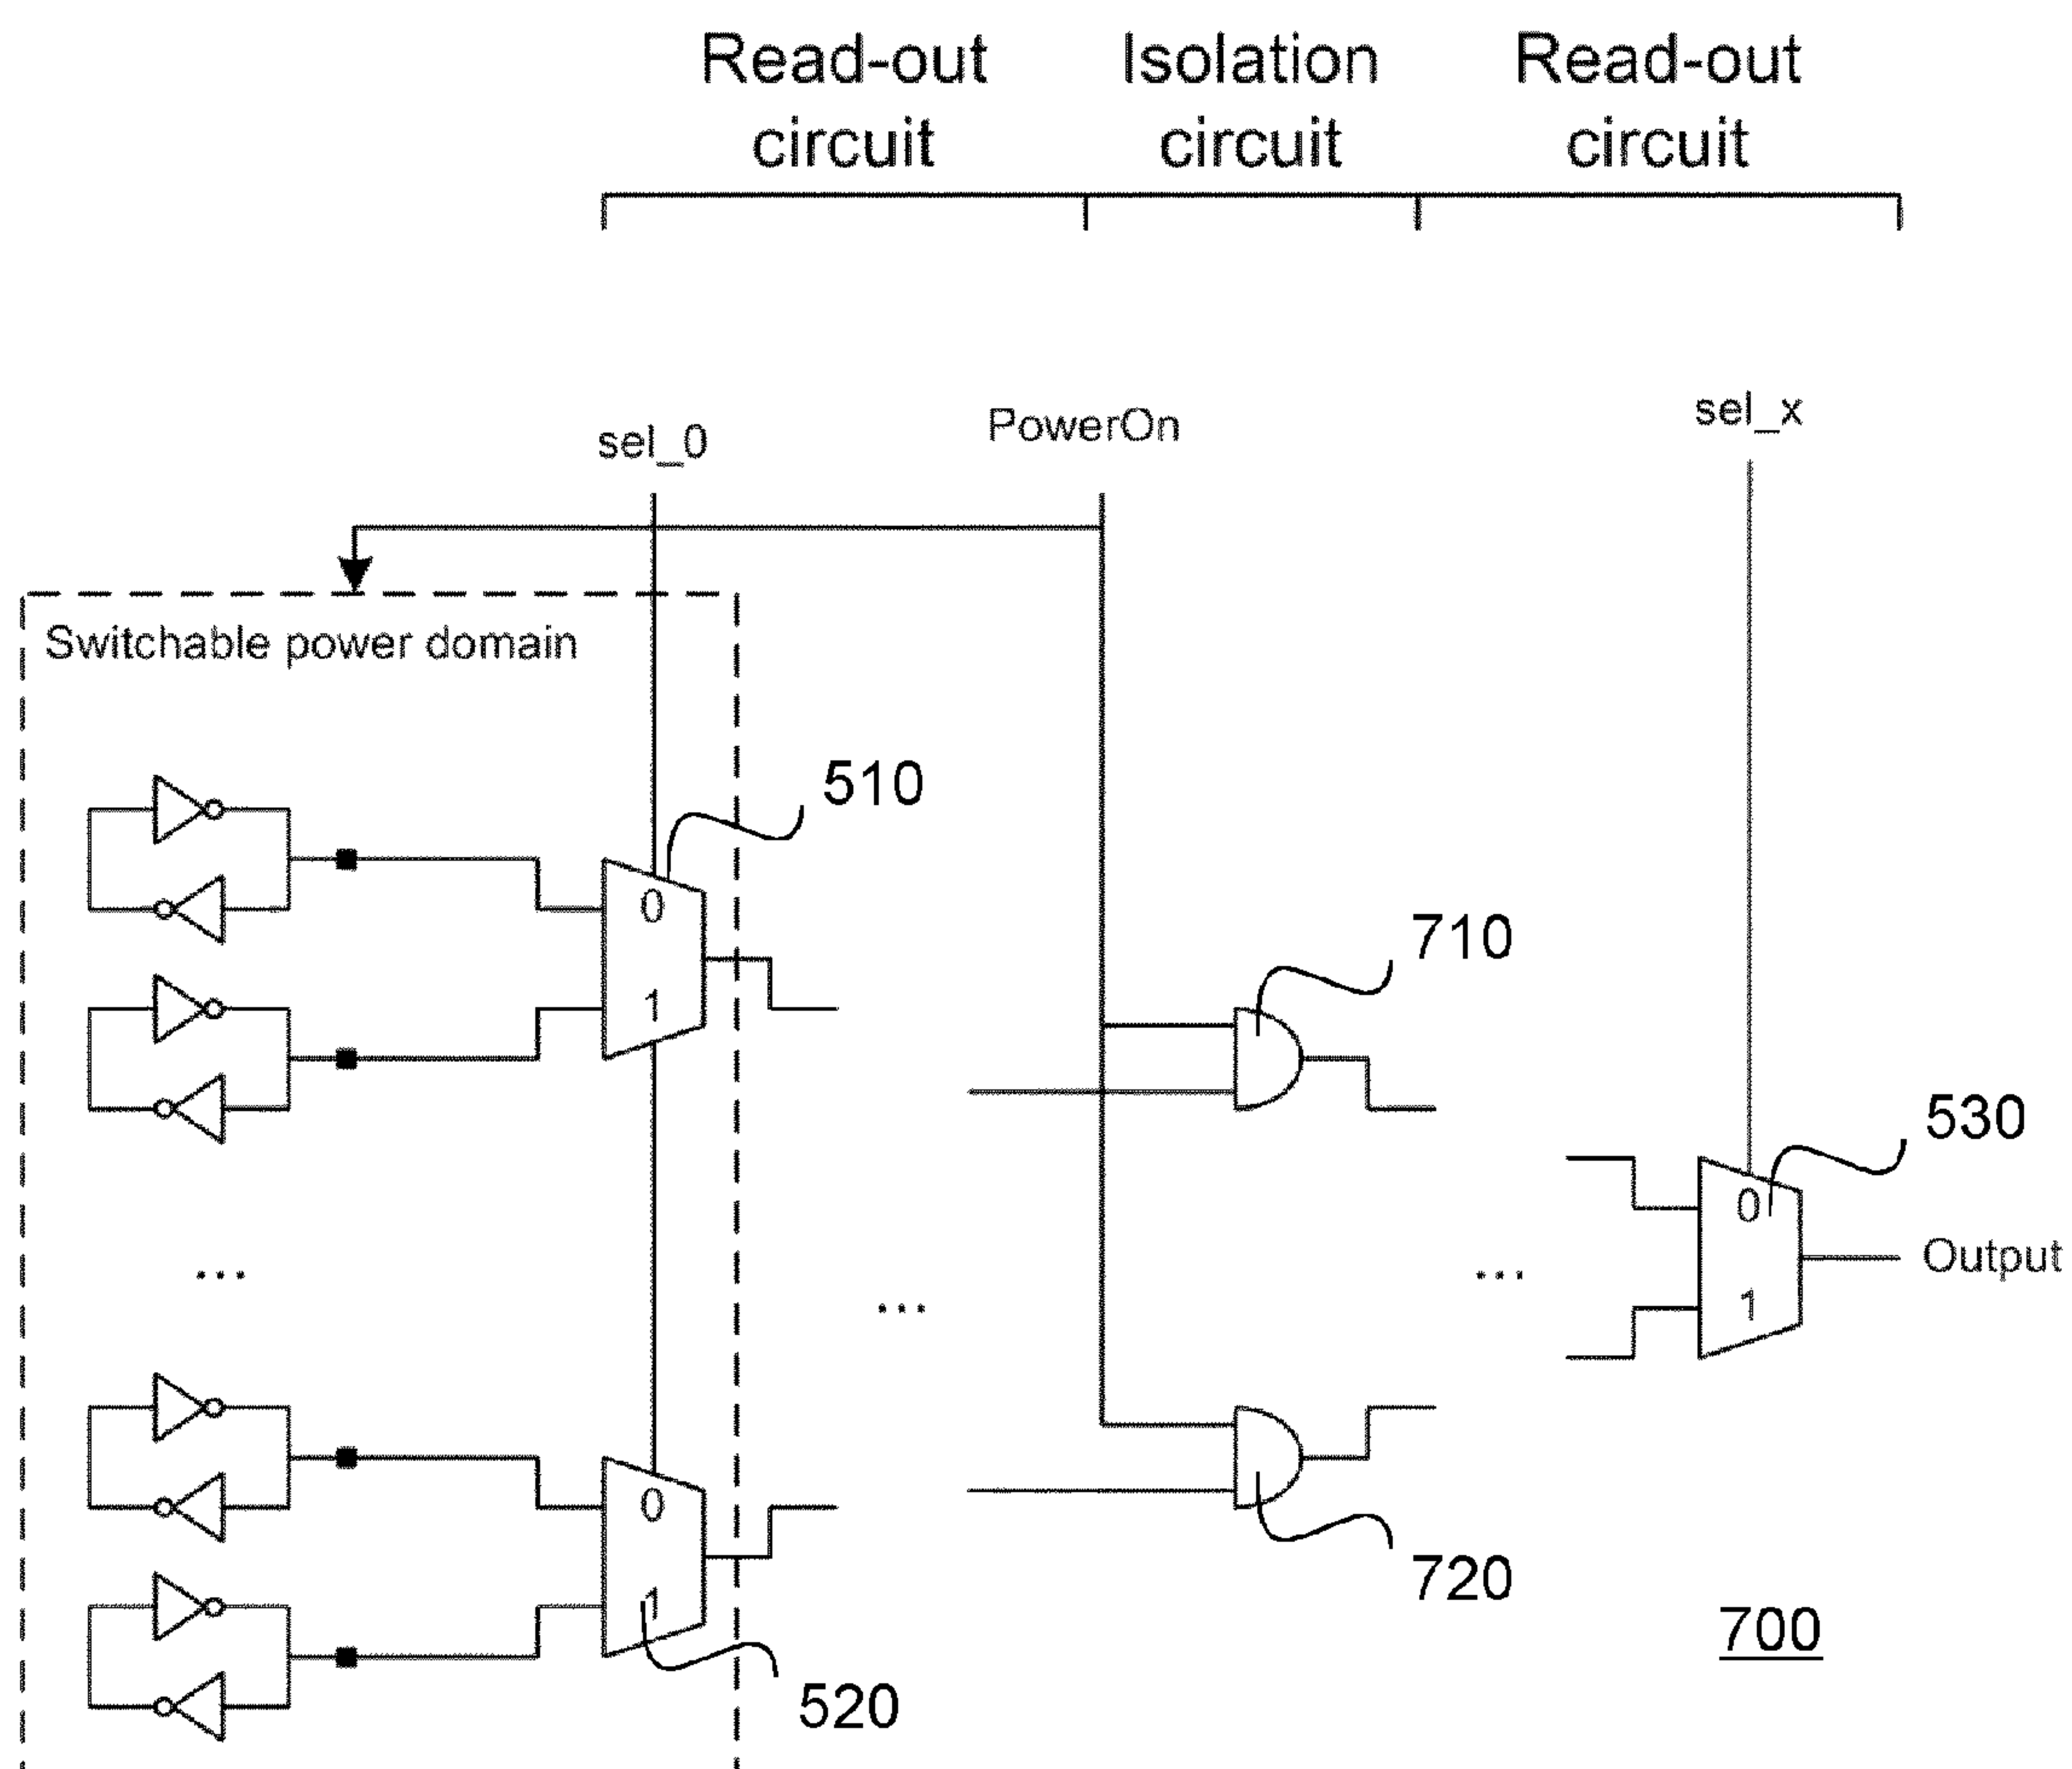 Read-out circuit
Isolation circuit
Read-out circuit
sel_0
PowerOn
sel_x
Switchable power domain
510
0
1
710
530
0
1
Output
...
...
...
0
1
520
720
700